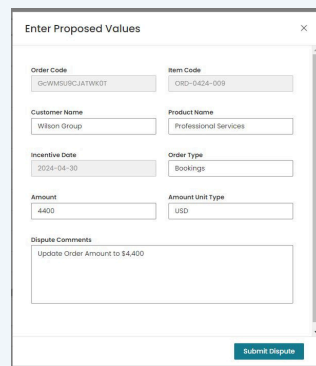 Enter Proposed Values
Order Code Item Code
GcWMSU9CJATWK0T ORD-0424-009
Customer Name Product Name
Wilson Group Professional Services
Incentive Date Order Type
2024-04-30 Bookings
Amount Amount Unit Type
4400 USD
Dispute Comments
Update Order Amount to $4,400
Submit Dispute